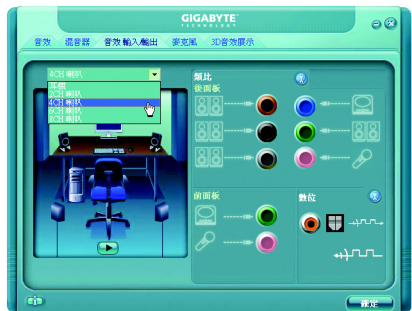 GIGABYTE
TECHNOLOGY
音效 混音器 音效輸入/輸出 麥克風 3D音效展示
4CH 喇叭
耳機
2CH 喇叭
4CH 喇叭
6CH 喇叭
8CH 喇叭
類比
後面板
前面板
數位
確定